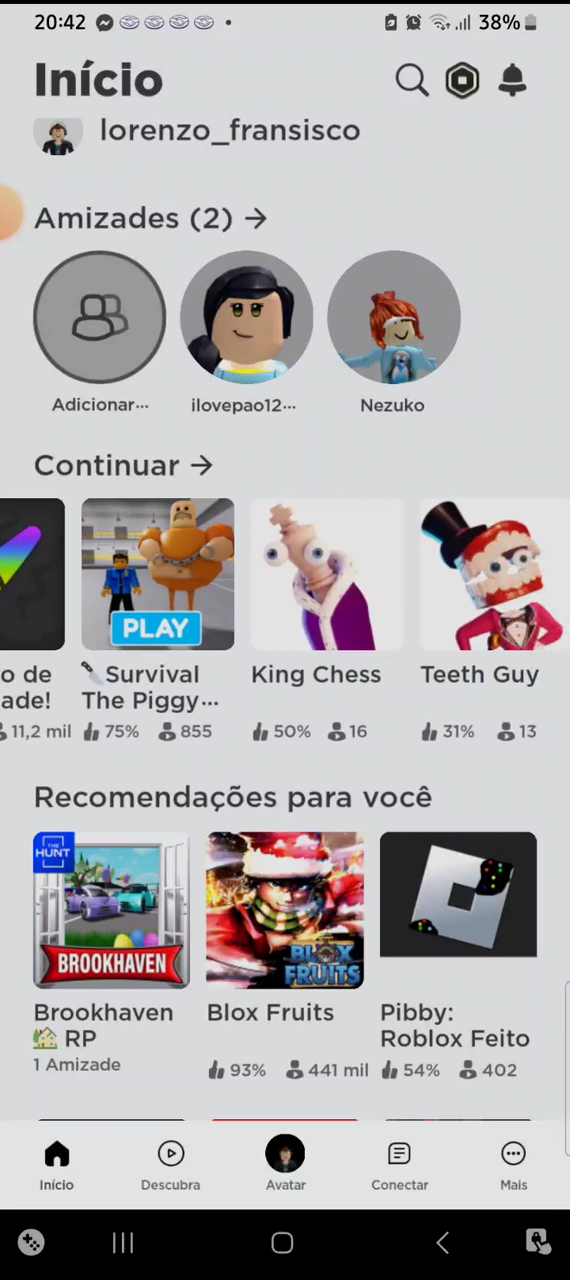 20:42
38%
Início
lorenzo_fransisco
Amizades (2) →
Adicionar...
ilovepao12...
Nezuko
Continuar →
PLAY
o de
ade!
🔪Survival
The Piggy...
King Chess
Teeth Guy
11,2 mil
75%
855
50%
16
31%
13
Recomendações para você
THE
HUNT
BROOKHAVEN
BLOX
FRUITS
Brookhaven
🏡 RP
Blox Fruits
Pibby:
Roblox Feito
1 Amizade
93%
441 mil
54%
402
Início
Descubra
Avatar
Conectar
Mais